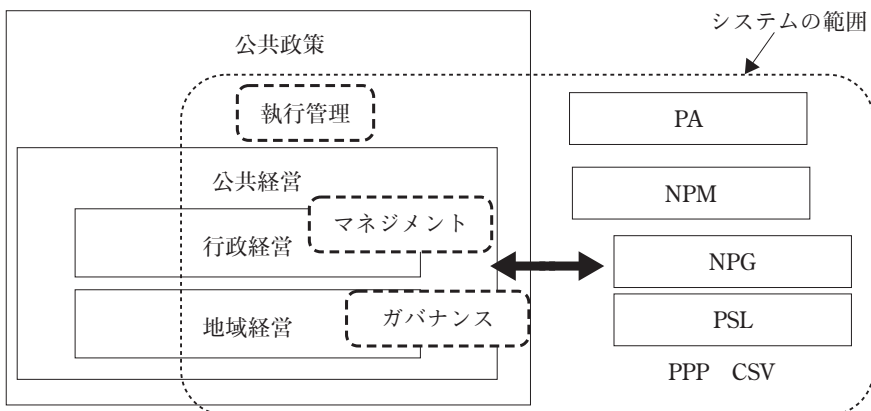 システムの範囲
公共政策
執行管理
公共経営
マネジメント
行政経営
ガバナンス
地域経営
PA
NPM
NPG
PSL
PPP CSV